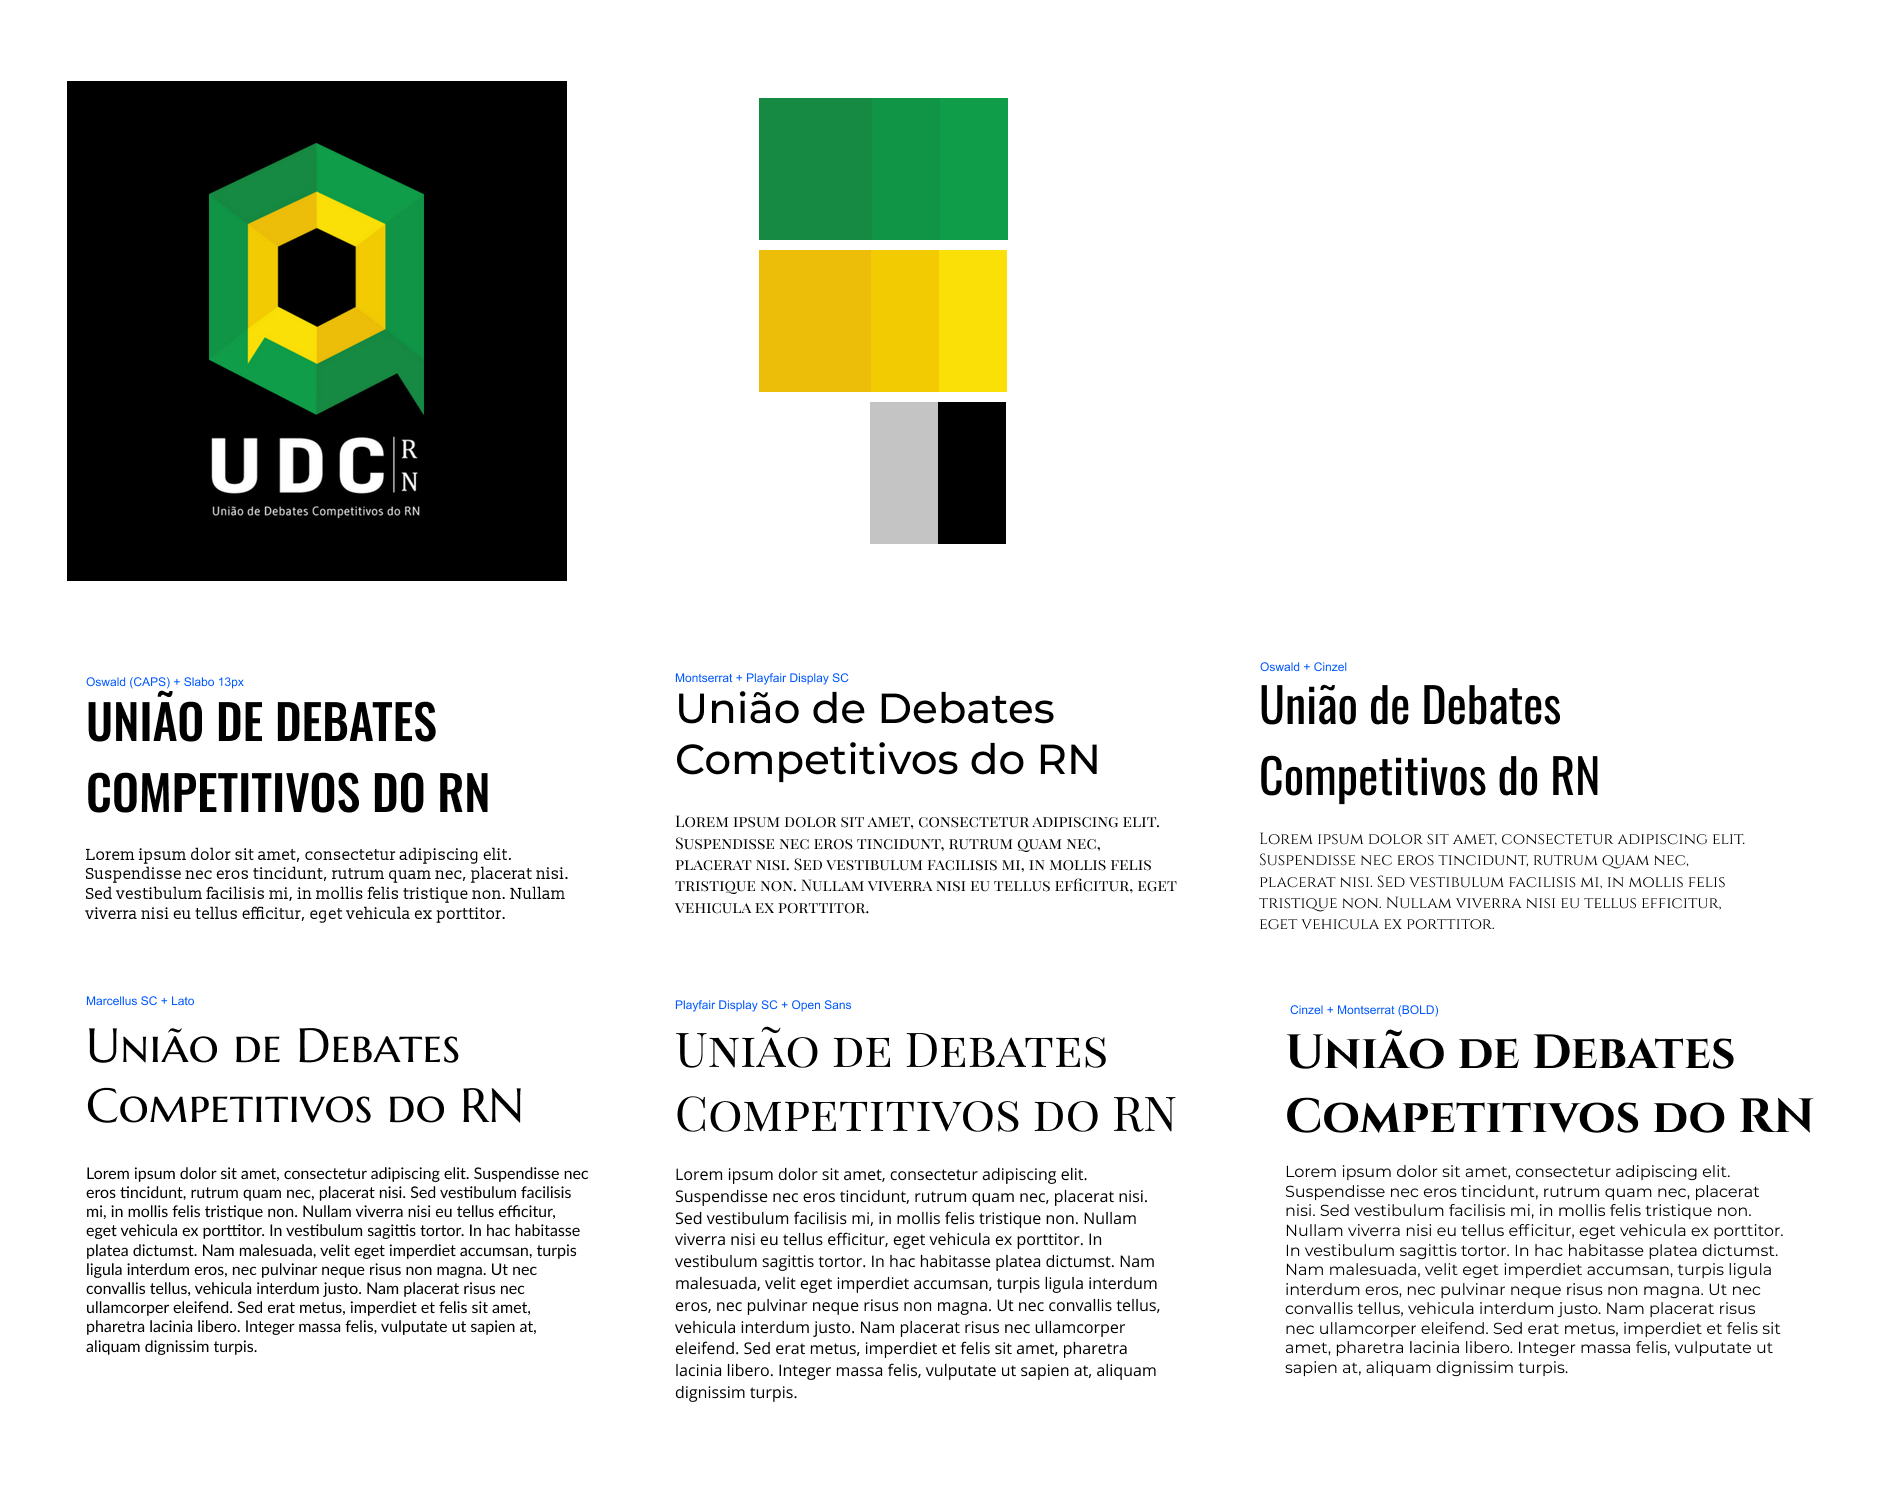 UDC
R
N
União de Debates Competitivos do RN
Oswald (CAPS) + Slabo 13px
UNIÃO DE DEBATES
COMPETITIVOS DO RN
Lorem ipsum dolor sit amet, consectetur adipiscing elit.
Suspendisse nec eros tincidunt, rutrum quam nec, placerat nisi.
Sed vestibulum facilisis mi, in mollis felis tristique non. Nullam
viverra nisi eu tellus efficitur, eget vehicula ex porttitor.
Montserrat + Playfair Display SC
União de Debates
Competitivos do RN
Lorem ipsum dolor sit amet, consectetur adipiscing elit.
Suspendisse nec eros tincidunt, rutrum quam nec,
placerat nisi. Sed vestibulum facilisis mi, in mollis felis
tristique non. Nullam viverra nisi eu tellus efficitur, eget
vehicula ex porttitor.
Oswald + Cinzel
União de Debates
Competitivos do RN
Lorem ipsum dolor sit amet, consectetur adipiscing elit.
Suspendisse nec eros tincidunt, rutrum quam nec,
placerat nisi. Sed vestibulum facilisis mi, in mollis felis
tristique non. Nullam viverra nisi eu tellus efficitur,
eget vehicula ex porttitor.
Marcellus SC + Lato
União de Debates
Competitivos do RN
Lorem ipsum dolor sit amet, consectetur adipiscing elit. Suspendisse nec
eros tincidunt, rutrum quam nec, placerat nisi. Sed vestibulum facilisis
mi, in mollis felis tristique non. Nullam viverra nisi eu tellus efficitur,
eget vehicula ex porttitor. In vestibulum sagittis tortor. In hac habitasse
platea dictumst. Nam malesuada, velit eget imperdiet accumsan, turpis
ligula interdum eros, nec pulvinar neque risus non magna. Ut nec
convallis tellus, vehicula interdum justo. Nam placerat risus nec
ullamcorper eleifend. Sed erat metus, imperdiet et felis sit amet,
pharetra lacinia libero. Integer massa felis, vulputate ut sapien at,
aliquam dignissim turpis.
Playfair Display SC + Open Sans
União de Debates
Competitivos do RN
Lorem ipsum dolor sit amet, consectetur adipiscing elit.
Suspendisse nec eros tincidunt, rutrum quam nec, placerat nisi.
Sed vestibulum facilisis mi, in mollis felis tristique non. Nullam
viverra nisi eu tellus efficitur, eget vehicula ex porttitor. In
vestibulum sagittis tortor. In hac habitasse platea dictumst. Nam
malesuada, velit eget imperdiet accumsan, turpis ligula interdum
eros, nec pulvinar neque risus non magna. Ut nec convallis tellus,
vehicula interdum justo. Nam placerat risus nec ullamcorper
eleifend. Sed erat metus, imperdiet et felis sit amet, pharetra
lacinia libero. Integer massa felis, vulputate ut sapien at, aliquam
dignissim turpis.
Cinzel + Montserrat (BOLD)
União de Debates
Competitivos do RN
Lorem ipsum dolor sit amet, consectetur adipiscing elit.
Suspendisse nec eros tincidunt, rutrum quam nec, placerat
nisi. Sed vestibulum facilisis mi, in mollis felis tristique non.
Nullam viverra nisi eu tellus efficitur, eget vehicula ex porttitor.
In vestibulum sagittis tortor. In hac habitasse platea dictumst.
Nam malesuada, velit eget imperdiet accumsan, turpis ligula
interdum eros, nec pulvinar neque risus non magna. Ut nec
convallis tellus, vehicula interdum justo. Nam placerat risus
nec ullamcorper eleifend. Sed erat metus, imperdiet et felis sit
amet, pharetra lacinia libero. Integer massa felis, vulputate ut
sapien at, aliquam dignissim turpis.